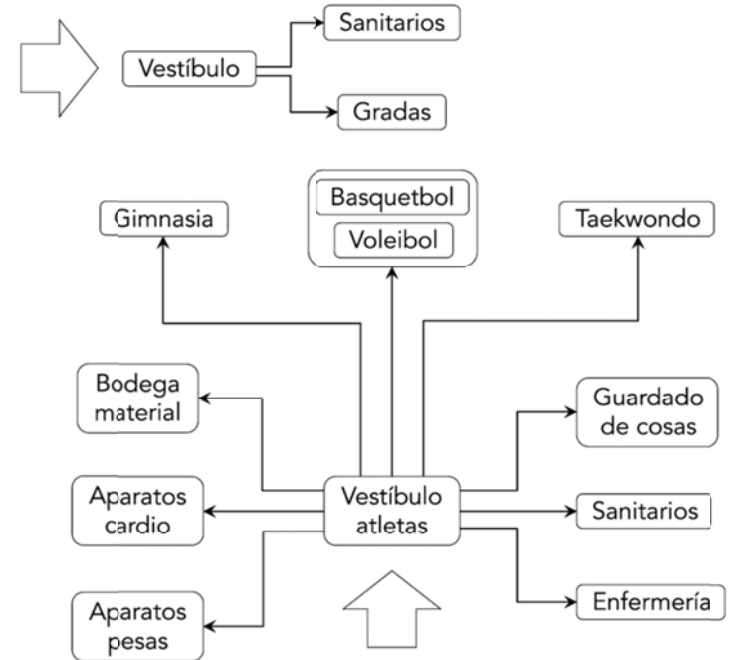 Sanitarios
Vestíbulo
Gradas
Basquetbol
Gimnasia
Taekwondo
Voleibol
Bodega
material
Guardado
de cosas
Aparatos
cardio
Vestíbulo
atletas
Sanitarios
Aparatos
pesas
Enfermería